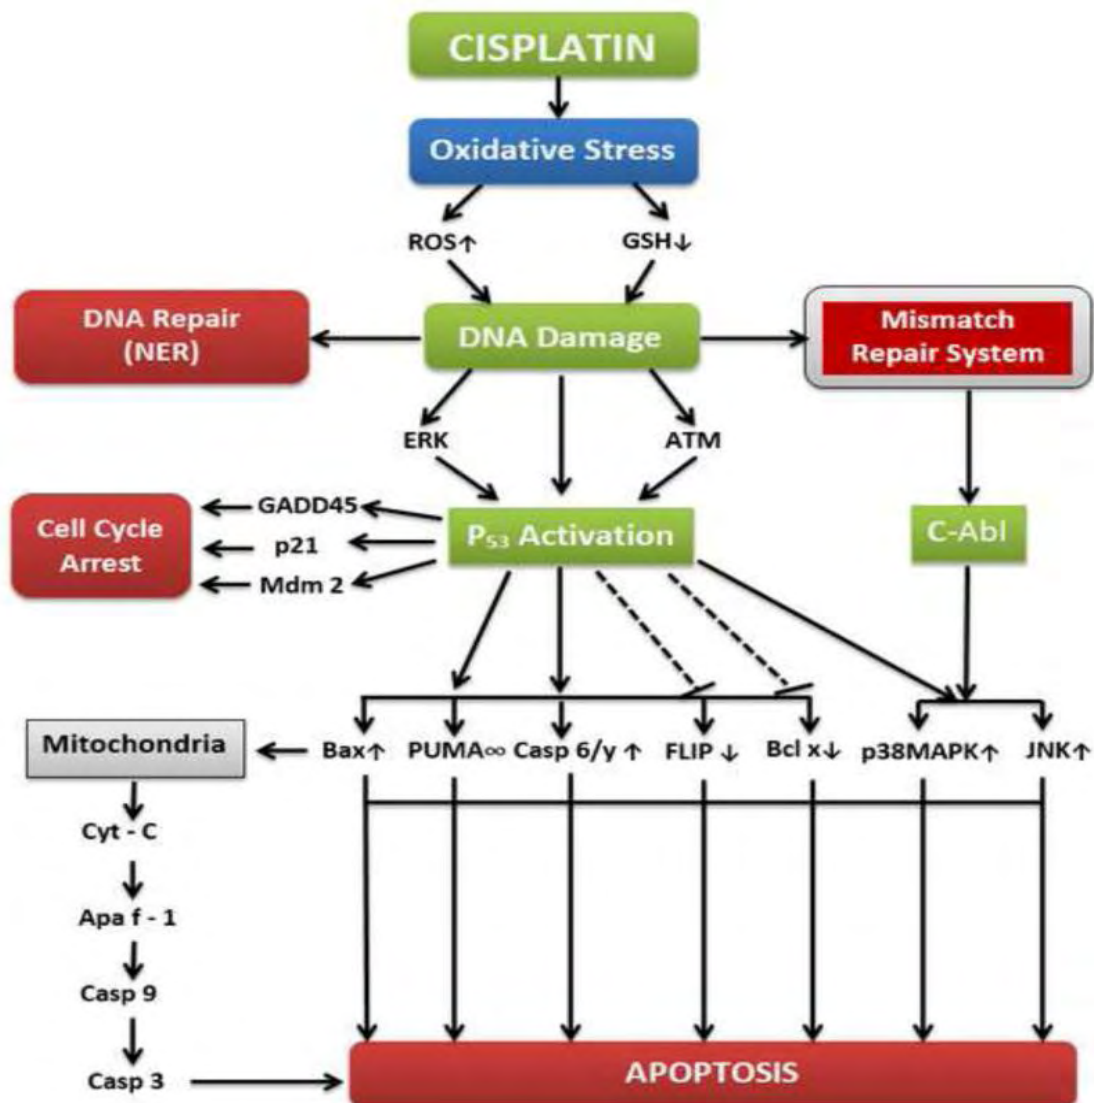 CISPLATIN
Oxidative Stress
ROS↑
GSH↓
DNA Repair
(NER)
DNA Damage
Mismatch
Repair System
ERK
ATM
Cell Cycle
Arrest
GADD45
p21
Mdm 2
P₅₃ Activation
C-Abl
Mitochondria
Bax↑
PUMA∞
Casp 6/y ↑
FLIP ↓
Bcl x↓
p38MAPK↑
JNK↑
Cyt - C
Apa f - 1
Casp 9
Casp 3
APOPTOSIS